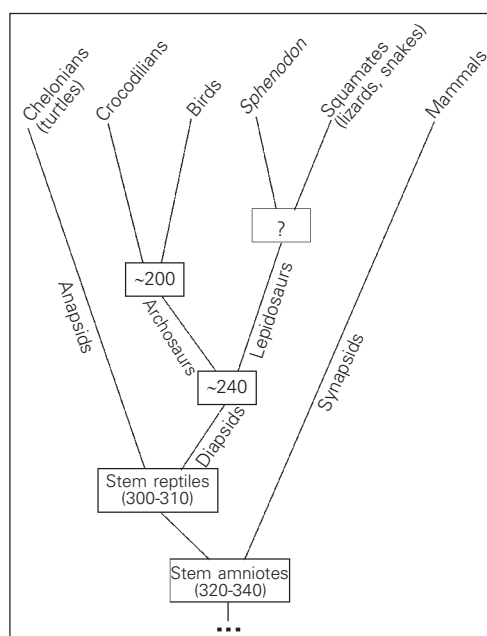 Chelonians
(turtles)
Crocodilians
Birds
Sphenodon
Squamates
(lizards, snakes)
Mammals
?
~200
Anapsids
Archosaurs
Lepidosaurs
~240
Synapsids
Diapsids
Stem reptiles
(300-310)
Stem amniotes
(320-340)
...